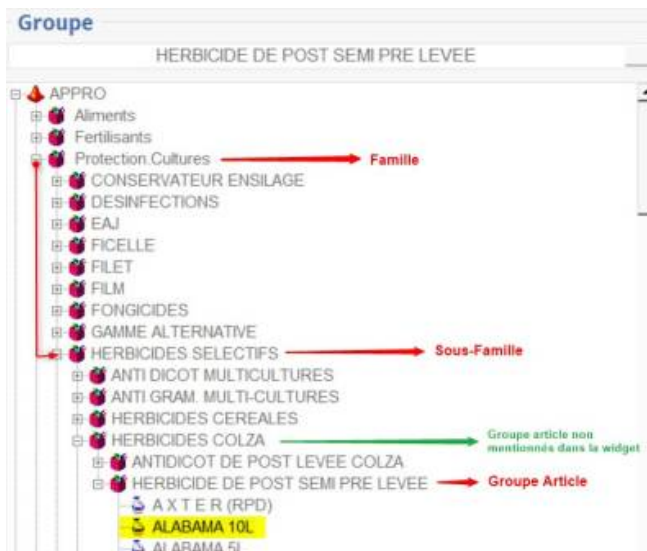 Groupe
HERBICIDE DE POST SEMI PRE LEVEE
APPRO
Aliments
Fertilisants
Protection.Cultures
Famille
CONSERVATEUR ENSILAGE
DESINFECTIONS
EAJ
FICELLE
FILET
FILM
FONGICIDES
GAMME ALTERNATIVE
HERBICIDES SELECTIFS
Sous-Famille
ANTI DICOT MULTICULTURES
ANTI GRAM. MULTI-CULTURES
HERBICIDES CEREALES
HERBICIDES COLZA
Groupe article non
mentionnés dans la widget
ANTIDICOT DE POST LEVEE COLZA
HERBICIDE DE POST SEMI PRE LEVEE
Groupe Article
A X T E R (RPD)
ALABAMA 10L
ALABAMA 5L